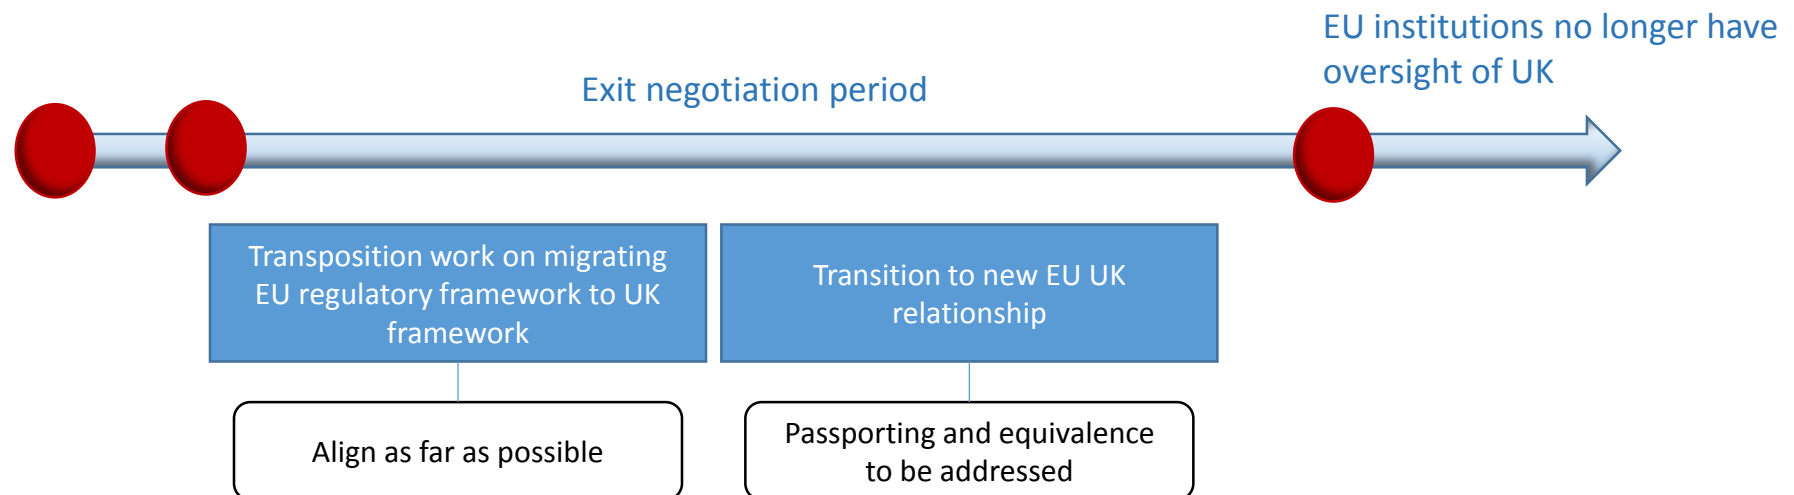 EU institutions no longer have
oversight of UK
Exit negotiation period
Transposition work on migrating
EU regulatory framework to UK
framework
Transition to new EU UK
relationship
Align as far as possible
Passporting and equivalence
to be addressed